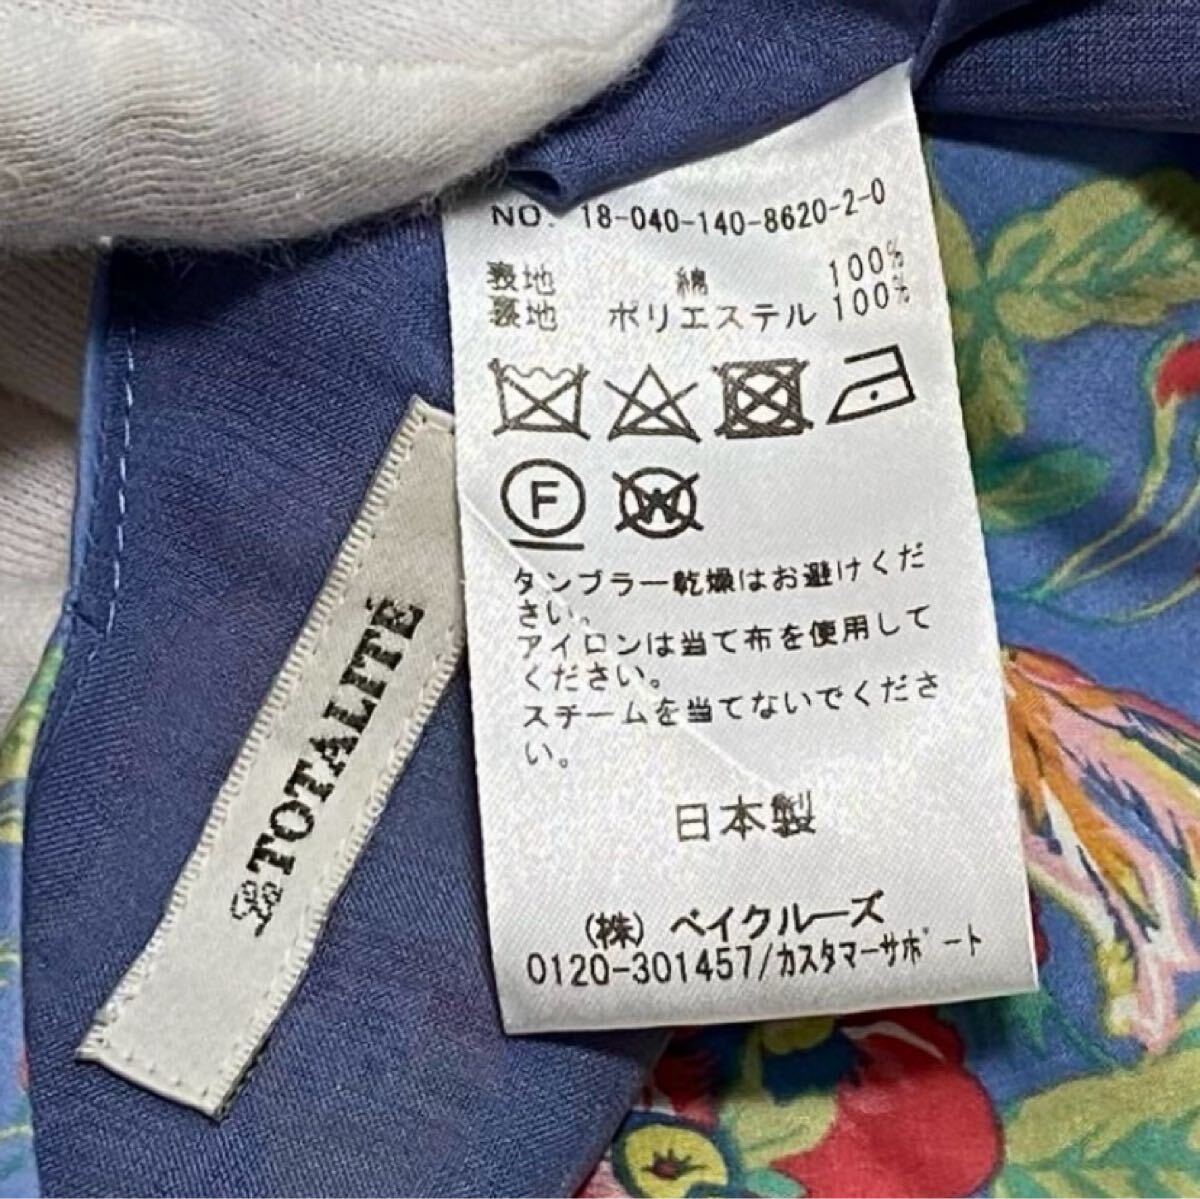 NO. 18-040-140-8620-2-0
表地 綿 100%
裏地 ポリエステル 100%
F
W
タンブラー乾燥はお避けくだ
さい。
アイロンは当て布を使用して
ください。
スチームを当てないでくださ
い。
日本製
(株) ベイクルーズ
0120-301457/カスタマーサポート
La TOTALITÉ